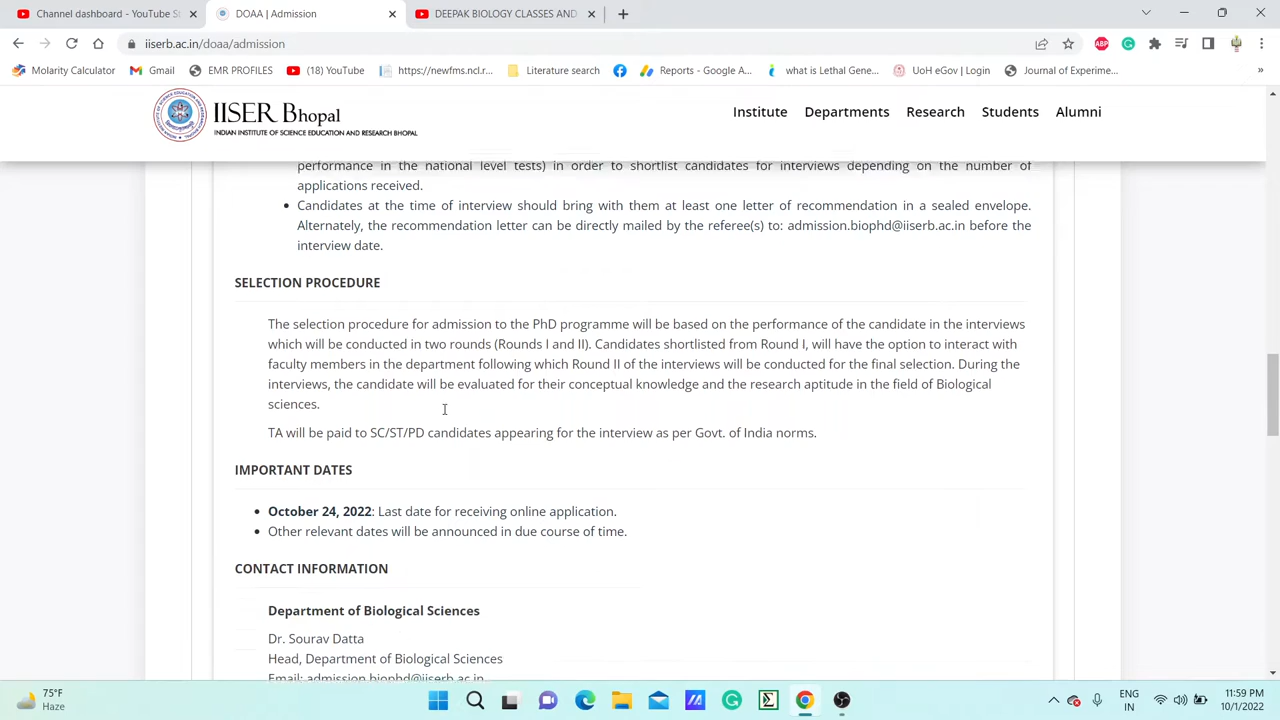 Channel dashboard - YouTube St
DOAA | Admission
DEEPAK BIOLOGY CLASSES AND
iiserb.ac.in/doaa/admission
ABP
Molarity Calculator
Gmail
EMR PROFILES
(18) YouTube
https://newfms.ncl.r...
Literature search
Reports - Google A...
what is Lethal Gene...
UoH eGov | Login
Journal of Experime...
»
IISER Bhopal
INDIAN INSTITUTE OF SCIENCE EDUCATION AND RESEARCH BHOPAL
Institute Departments Research Students Alumni
performance in the national level tests) in order to shortlist candidates for interviews depending on the number of
applications received.
• Candidates at the time of interview should bring with them at least one letter of recommendation in a sealed envelope.
Alternately, the recommendation letter can be directly mailed by the referee(s) to: admission.biophd@iiserb.ac.in before the
interview date.
SELECTION PROCEDURE
The selection procedure for admission to the PhD programme will be based on the performance of the candidate in the interviews
which will be conducted in two rounds (Rounds I and II). Candidates shortlisted from Round I, will have the option to interact with
faculty members in the department following which Round II of the interviews will be conducted for the final selection. During the
interviews, the candidate will be evaluated for their conceptual knowledge and the research aptitude in the field of Biological
sciences.
TA will be paid to SC/ST/PD candidates appearing for the interview as per Govt. of India norms.
IMPORTANT DATES
• October 24, 2022: Last date for receiving online application.
• Other relevant dates will be announced in due course of time.
CONTACT INFORMATION
Department of Biological Sciences
Dr. Sourav Datta
Head, Department of Biological Sciences
Email: admission.biophd@iiserb.ac.in
75°F
Haze
ENG
IN
11:59 PM
10/1/2022